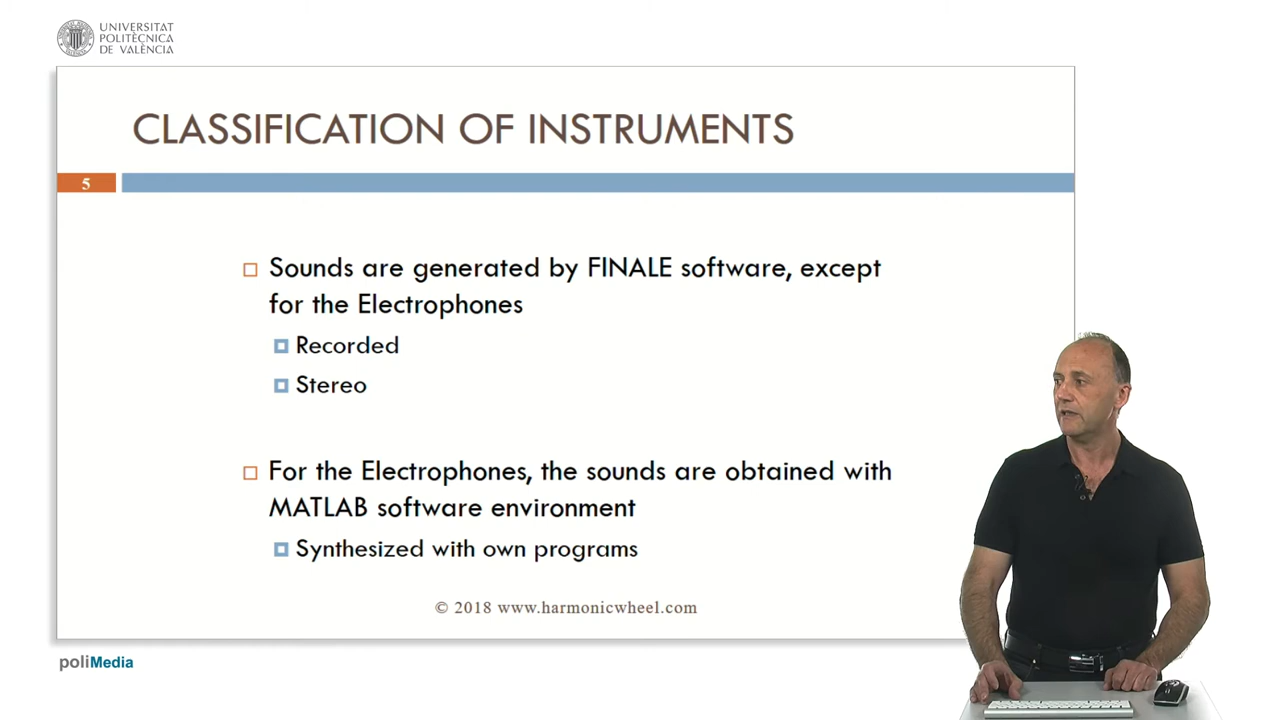 UNIVERSITAT
POLITÈCNICA
DE VALÈNCIA
CLASSIFICATION OF INSTRUMENTS
5
Sounds are generated by FINALE software, except
for the Electrophones
Recorded
Stereo
For the Electrophones, the sounds are obtained with
MATLAB software environment
Synthesized with own programs
© 2018 www.harmonicwheel.com
poliMedia